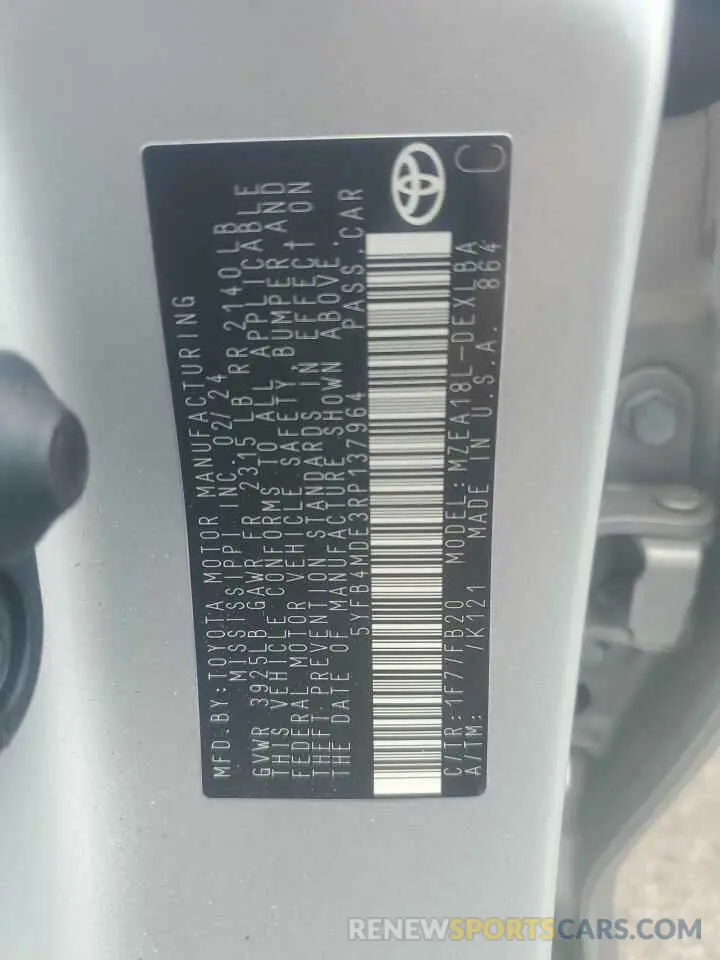 MFD. BY: TOYOTA MOTOR MANUFACTURING
MISSISSIPPI INC. 02/24
GVWR 3925LB GAWR FR 2315 LB RR 2140LB
THIS VEHICLE CONFORMS TO ALL APPLICABLE
FEDERAL MOTOR VEHICLE SAFETY, BUMPER, AND
THEFT PREVENTION STANDARDS IN EFFECT ON
THE DATE OF MANUFACTURE SHOWN ABOVE.
5YFB4MDE3RP137964 PASS. CAR
C/TR: 1F7/FB20 MODEL: MZEA18L-DEXLBA
A/TM: /K121 MADE IN U.S.A. 864
C
RENEWSPORTSCARS.COM